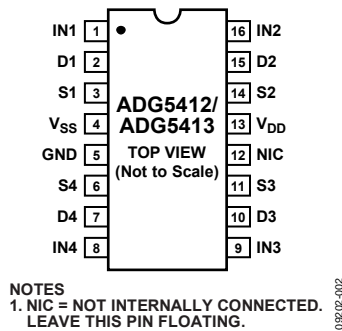 IN1 1 16 IN2
D1 2 15 D2
S1 3 14 S2
VSS 4 13 VDD
GND 5 12 NIC
S4 6 11 S3
D4 7 10 D3
IN4 8 9 IN3
ADG5412/
ADG5413
TOP VIEW
(Not to Scale)
NOTES
1. NIC = NOT INTERNALLY CONNECTED.
LEAVE THIS PIN FLOATING.
09202-002